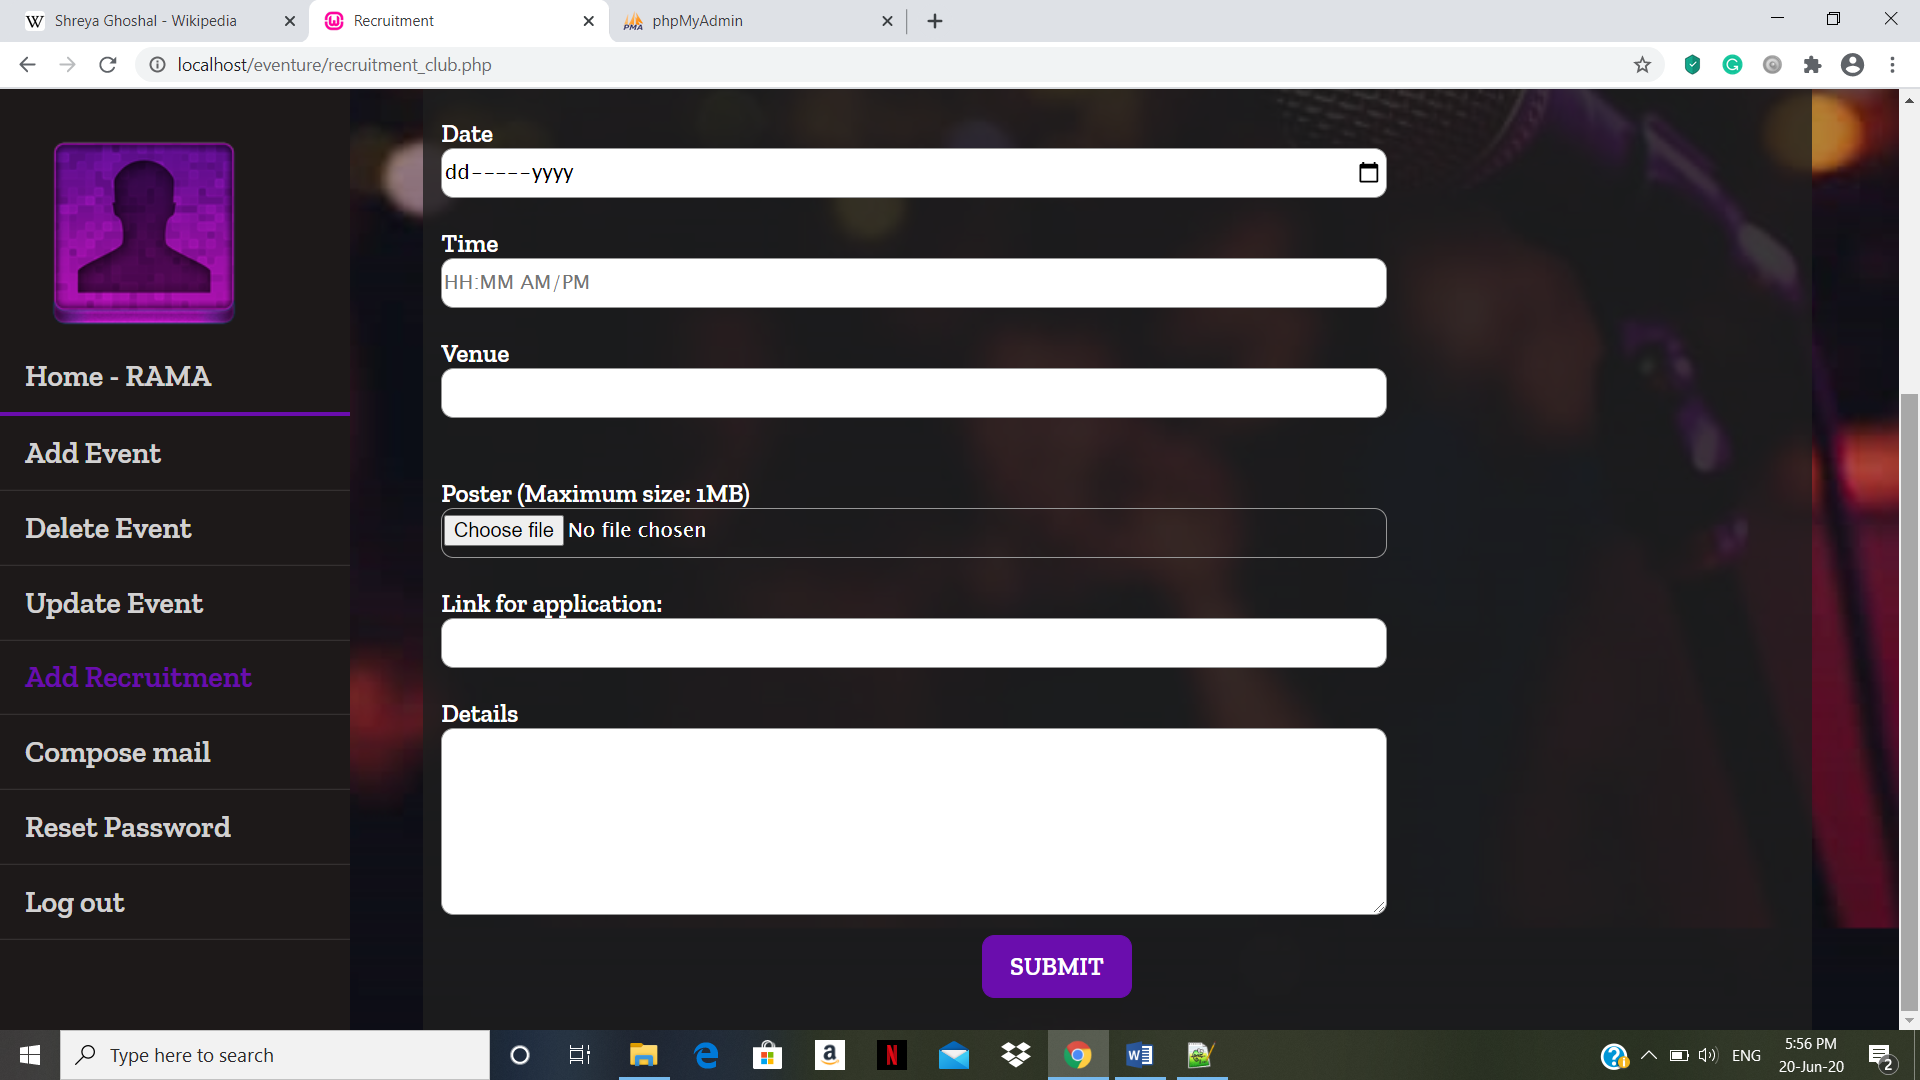 Shreya Ghoshal - Wikipedia
Recruitment
phpMyAdmin
localhost/eventure/recruitment_club.php
Home - RAMA
Add Event
Delete Event
Update Event
Add Recruitment
Compose mail
Reset Password
Log out
Date
dd-----yyyy
Time
HH:MM AM/PM
Venue
Poster (Maximum size: 1MB)
Choose file No file chosen
Link for application:
Details
SUBMIT
Type here to search
ENG
5:56 PM
20-Jun-20
2